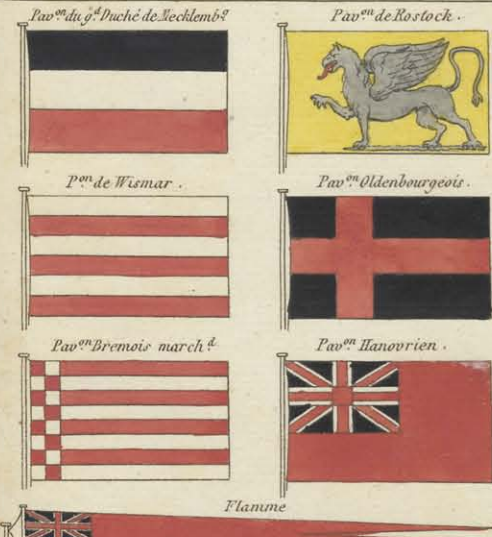 Pav.on du g.d Duché de Mecklemb.g
Pav.on de Rostock.
P.on de Wismar.
Pav.on Oldenbourgeois.
Pav.on Bremois march.d
Pav.on Hanovrien.
Flamme